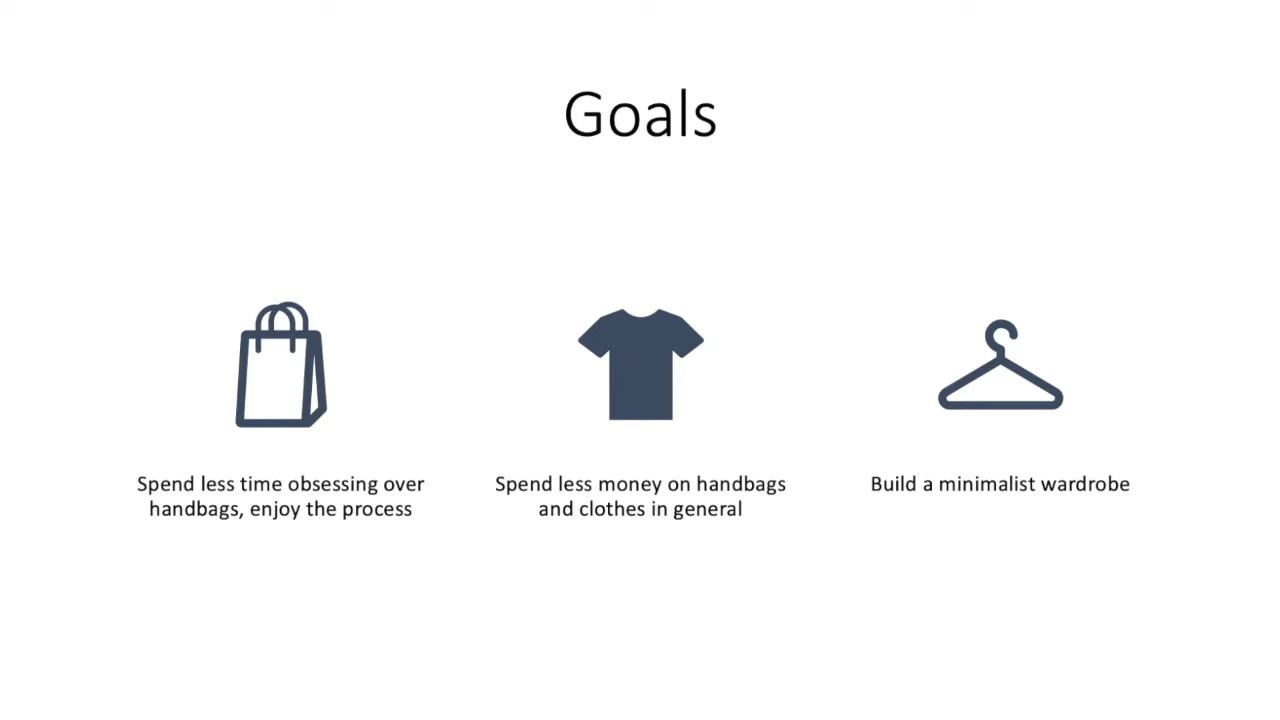 Goals
Spend less time obsessing over
handbags, enjoy the process
Spend less money on handbags
and clothes in general
Build a minimalist wardrobe